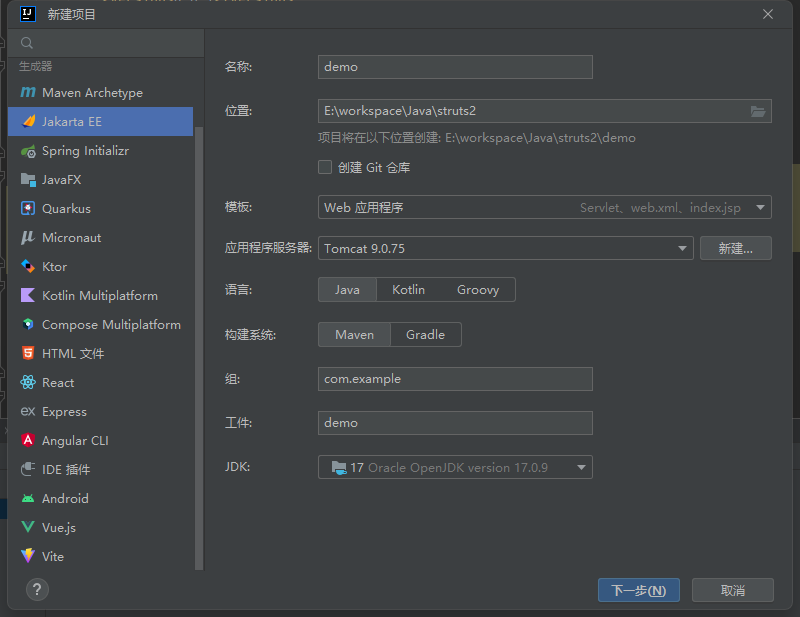 新建项目
生成器
Maven Archetype
Jakarta EE
Spring Initializr
JavaFX
Quarkus
Micronaut
Ktor
Kotlin Multiplatform
Compose Multiplatform
HTML 文件
React
Express
Angular CLI
IDE 插件
Android
Vue.js
Vite
名称: demo
位置: E:\workspace\Java\struts2
项目将在以下位置创建: E:\workspace\Java\struts2\demo
创建 Git 仓库
模板: Web 应用程序 Servlet、web.xml、index.jsp
应用程序服务器: Tomcat 9.0.75 新建...
语言: Java Kotlin Groovy
构建系统: Maven Gradle
组: com.example
工件: demo
JDK: 17 Oracle OpenJDK version 17.0.9
? 下一步(N) 取消